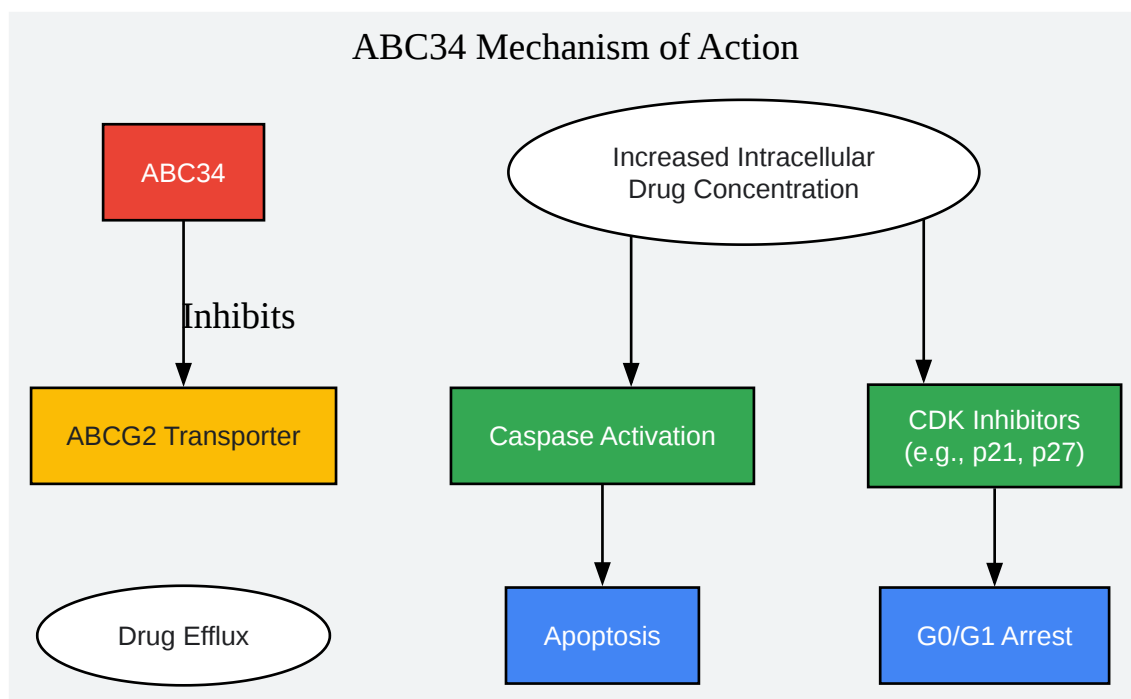 ABC34 Mechanism of Action
ABC34
Increased Intracellular
Drug Concentration
Inhibits
ABCG2 Transporter
Caspase Activation
CDK Inhibitors
(e.g., p21, p27)
Drug Efflux
Apoptosis
G0/G1 Arrest